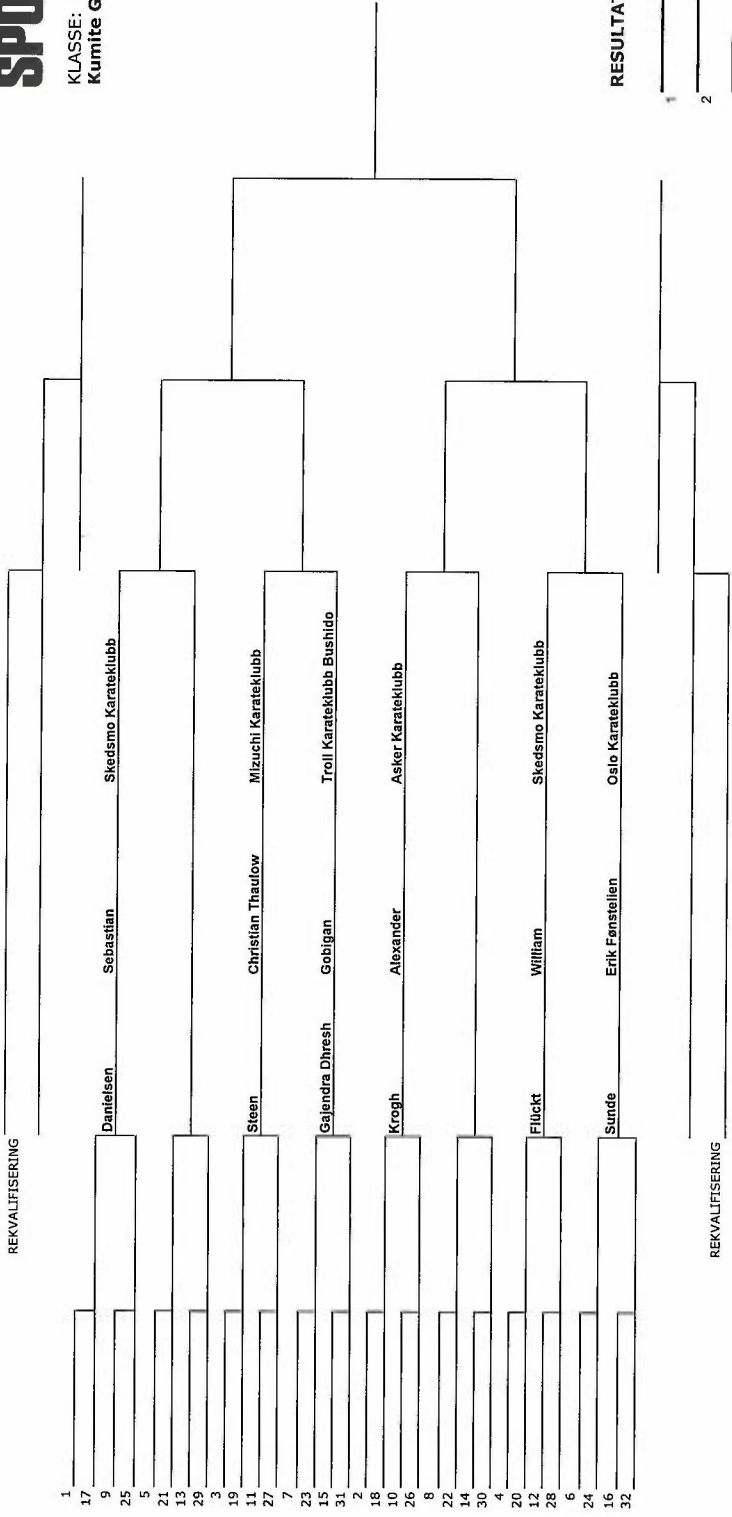 SPO
KLASSE:
Kumite G
REKVALIFISERING
1
17
9
25
5
21
13
29
3
19
11
27
7
23
15
31
2
18
10
26
8
22
14
30
4
20
12
28
6
24
16
32
Danielsen Sebastian Skedsmo Karateklubb
Steen Christian Thaulow Mizuchi Karateklubb
Gajendra Dhresh Gobigan Troll Karateklubb Bushido
Krogh Alexander Asker Karateklubb
Flückt William Skedsmo Karateklubb
Sunde Erik Fønstelien Oslo Karateklubb
REKVALIFISERING
RESULTAT
1
2